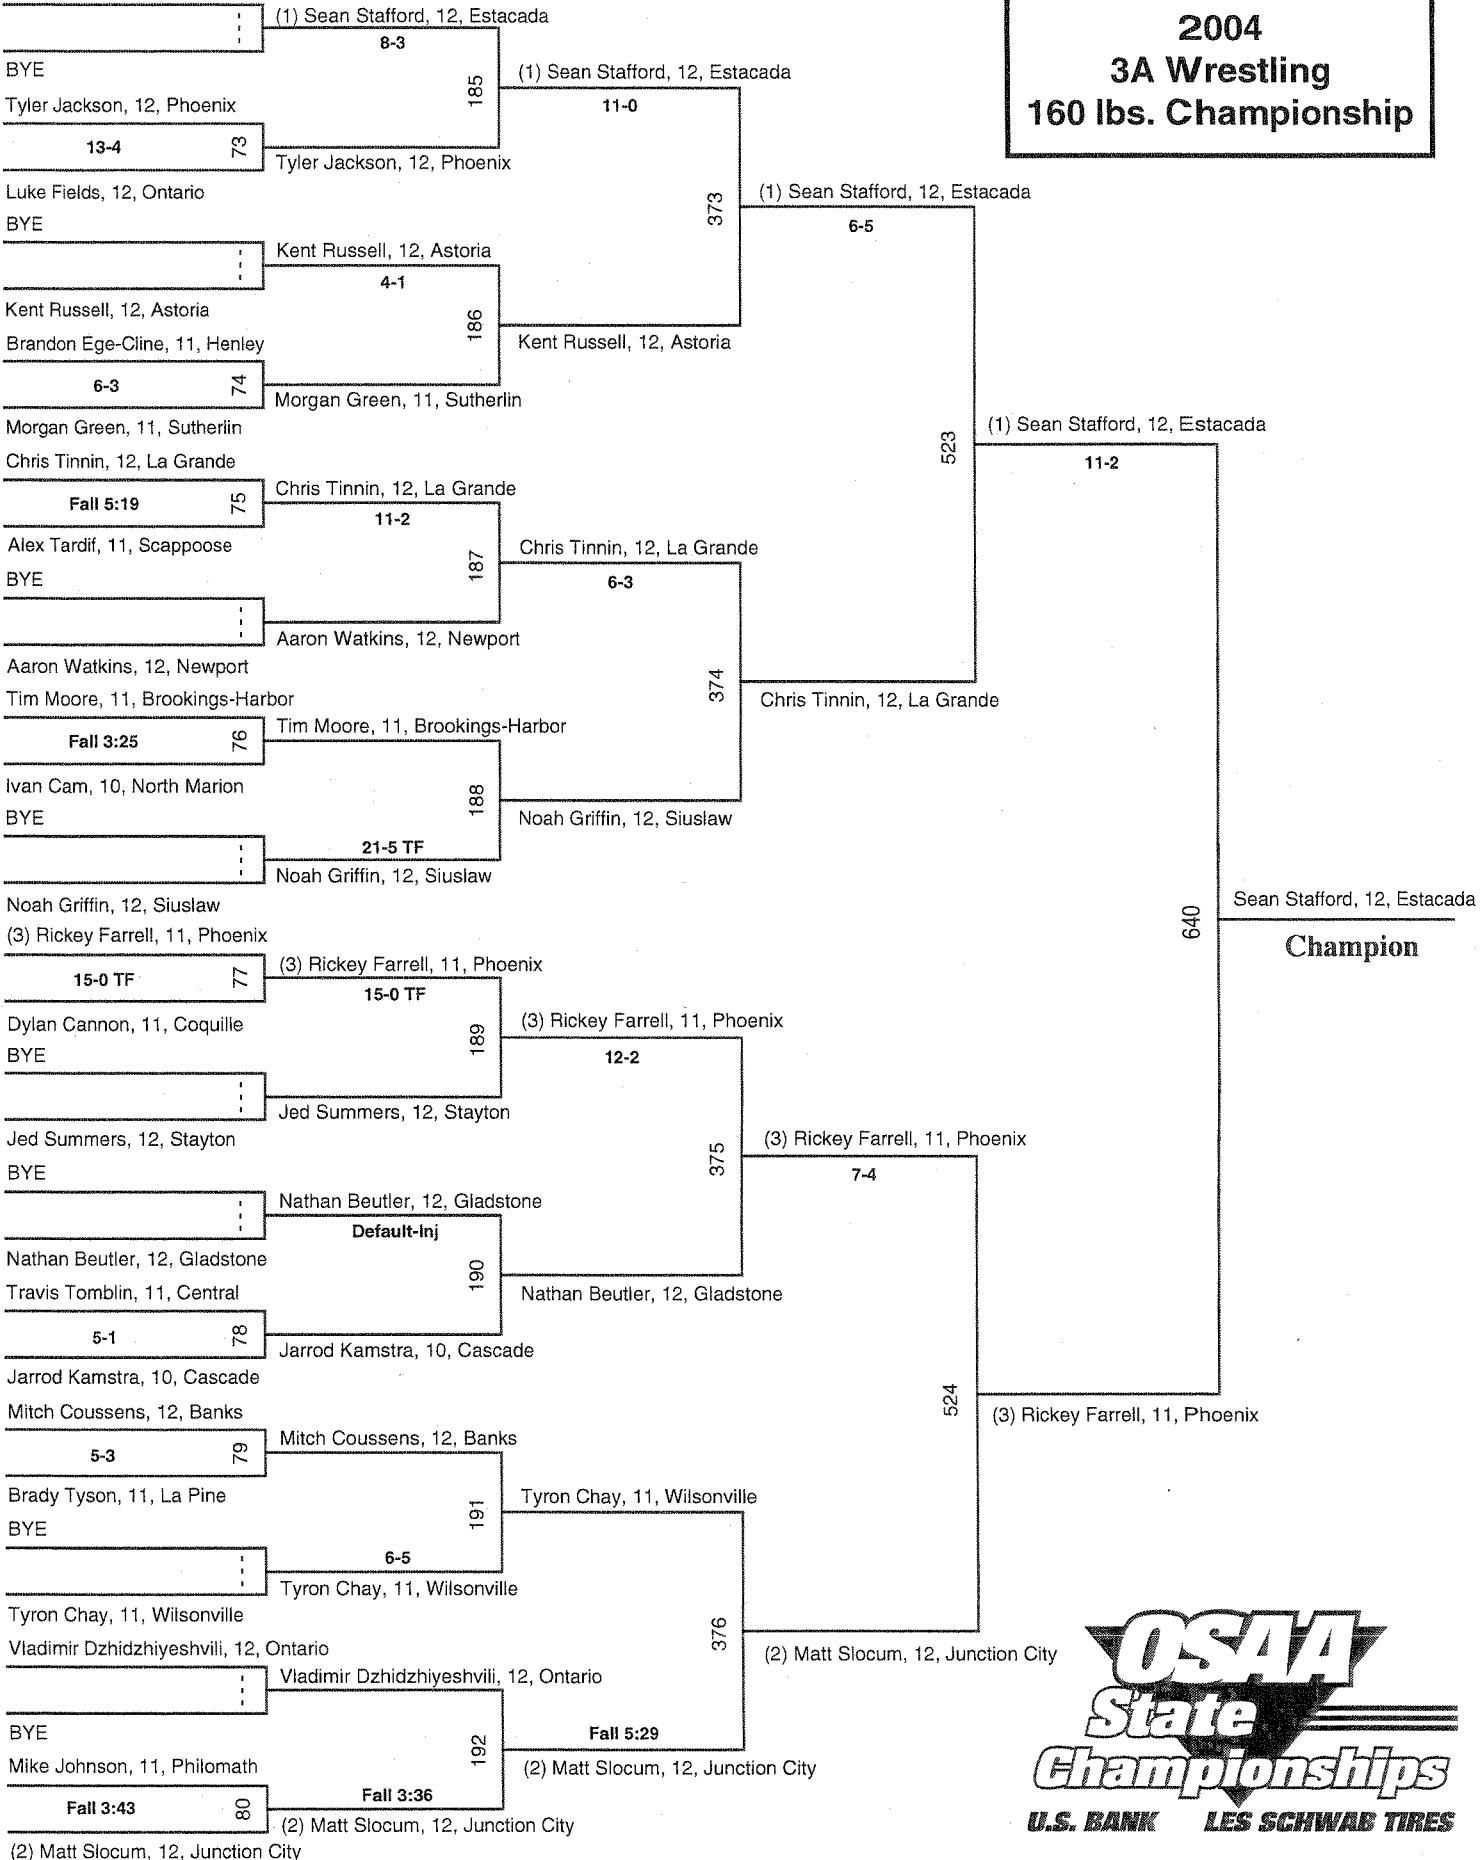 2004
3A Wrestling
160 lbs. Championship
(1) Sean Stafford, 12, Estacada
8-3
BYE
185
(1) Sean Stafford, 12, Estacada
11-0
Tyler Jackson, 12, Phoenix
13-4
73
Tyler Jackson, 12, Phoenix
Luke Fields, 12, Ontario
373
(1) Sean Stafford, 12, Estacada
6-5
BYE
Kent Russell, 12, Astoria
4-1
Kent Russell, 12, Astoria
186
Kent Russell, 12, Astoria
Brandon Ege-Cline, 11, Henley
6-3
74
Morgan Green, 11, Sutherlin
Morgan Green, 11, Sutherlin
523
(1) Sean Stafford, 12, Estacada
11-2
Chris Tinnin, 12, La Grande
Fall 5:19
75
Chris Tinnin, 12, La Grande
11-2
Alex Tardif, 11, Scappoose
187
Chris Tinnin, 12, La Grande
6-3
BYE
Aaron Watkins, 12, Newport
Aaron Watkins, 12, Newport
374
Chris Tinnin, 12, La Grande
Tim Moore, 11, Brookings-Harbor
Fall 3:25
76
Tim Moore, 11, Brookings-Harbor
Ivan Cam, 10, North Marion
188
Noah Griffin, 12, Siuslaw
BYE
21-5 TF
Noah Griffin, 12, Siuslaw
Noah Griffin, 12, Siuslaw
640
Sean Stafford, 12, Estacada
Champion
(3) Rickey Farrell, 11, Phoenix
15-0 TF
77
(3) Rickey Farrell, 11, Phoenix
15-0 TF
Dylan Cannon, 11, Coquille
189
(3) Rickey Farrell, 11, Phoenix
12-2
BYE
Jed Summers, 12, Stayton
Jed Summers, 12, Stayton
375
(3) Rickey Farrell, 11, Phoenix
7-4
BYE
Nathan Beutler, 12, Gladstone
Default-Inj
Nathan Beutler, 12, Gladstone
190
Nathan Beutler, 12, Gladstone
Travis Tomblin, 11, Central
5-1
78
Jarrod Kamstra, 10, Cascade
Jarrod Kamstra, 10, Cascade
524
(3) Rickey Farrell, 11, Phoenix
Mitch Coussens, 12, Banks
5-3
79
Mitch Coussens, 12, Banks
Brady Tyson, 11, La Pine
191
Tyron Chay, 11, Wilsonville
BYE
6-5
Tyron Chay, 11, Wilsonville
Tyron Chay, 11, Wilsonville
376
(2) Matt Slocum, 12, Junction City
Vladimir Dzhidzhiyeshvili, 12, Ontario
Vladimir Dzhidzhiyeshvili, 12, Ontario
BYE
192
Fall 5:29
(2) Matt Slocum, 12, Junction City
Mike Johnson, 11, Philomath
Fall 3:43
80
Fall 3:36
(2) Matt Slocum, 12, Junction City
(2) Matt Slocum, 12, Junction City
OSAA
State
Championships
U.S. BANK LES SCHWAB TIRES